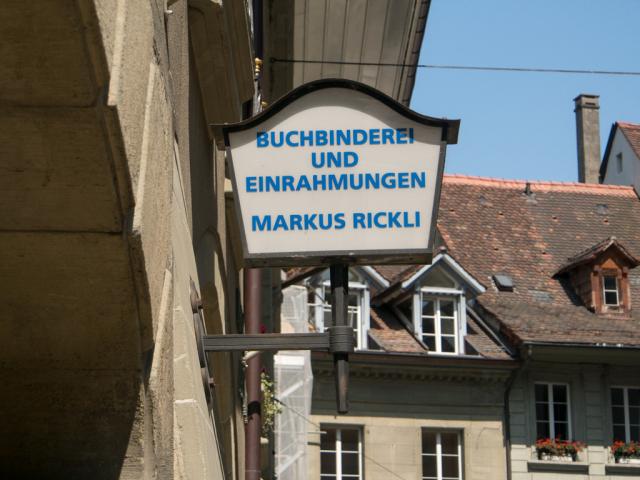 BUCHBINDEREI
UND
EINRAHMUNGEN
MARKUS RICKLI